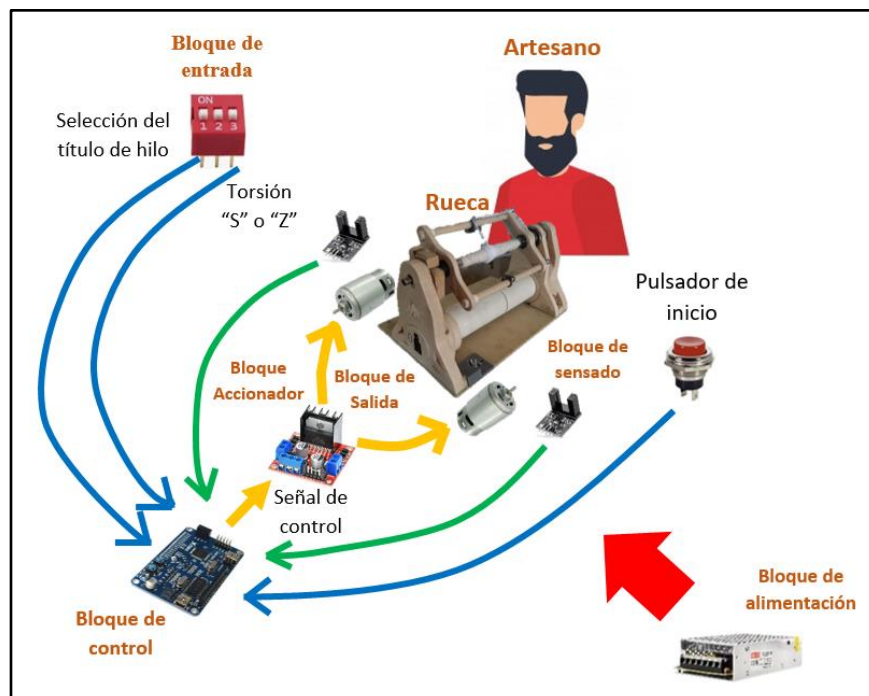 Bloque de
entrada
ON
1 2 3
Selección del
título de hilo
Torsión
“S” o “Z”
Artesano
Rueca
Pulsador de
inicio
Bloque de
sensado
Bloque
Accionador
Bloque de
Salida
Señal de
control
Bloque de
control
Bloque de
alimentación